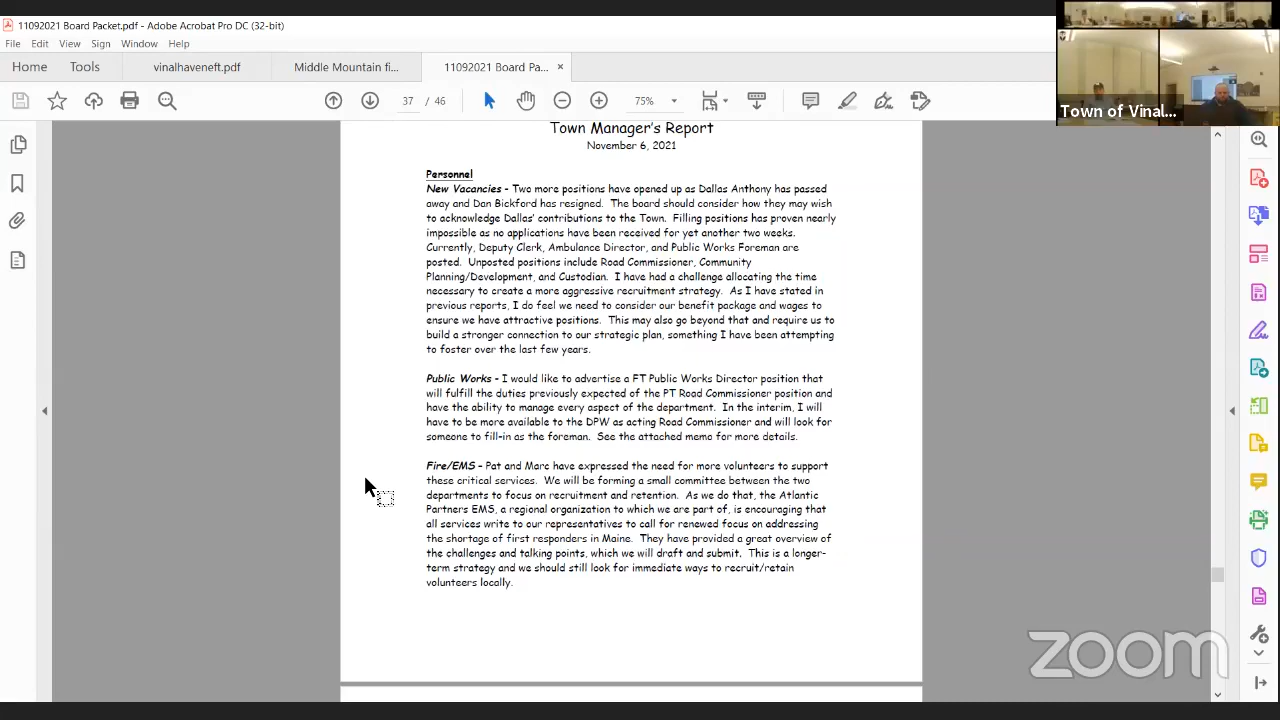 11092021 Board Packet.pdf - Adobe Acrobat Pro DC (32-bit)
File Edit View Sign Window Help
Home Tools vinalhaveneft.pdf Middle Mountain fi... 11092021 Board Pa... ×
37 / 46 75%
Town of Vinal...
Town Manager's Report
November 6, 2021
Personnel
New Vacancies - Two more positions have opened up as Dallas Anthony has passed
away and Dan Bickford has resigned. The board should consider how they may wish
to acknowledge Dallas' contributions to the Town. Filling positions has proven nearly
impossible as no applications have been received for yet another two weeks.
Currently, Deputy Clerk, Ambulance Director, and Public Works Foreman are
posted. Unposted positions include Road Commissioner, Community
Planning/Development, and Custodian. I have had a challenge allocating the time
necessary to create a more aggressive recruitment strategy. As I have stated in
previous reports, I do feel we need to consider our benefit package and wages to
ensure we have attractive positions. This may also go beyond that and require us to
build a stronger connection to our strategic plan, something I have been attempting
to foster over the last few years.
Public Works - I would like to advertise a FT Public Works Director position that
will fulfill the duties previously expected of the PT Road Commissioner position and
have the ability to manage every aspect of the department. In the interim, I will
have to be more available to the DPW as acting Road Commissioner and will look for
someone to fill-in as the foreman. See the attached memo for more details.
Fire/EMS - Pat and Marc have expressed the need for more volunteers to support
these critical services. We will be forming a small committee between the two
departments to focus on recruitment and retention. As we do that, the Atlantic
Partners EMS, a regional organization to which we are part of, is encouraging that
all services write to our representatives to call for renewed focus on addressing
the shortage of first responders in Maine. They have provided a great overview of
the challenges and talking points, which we will draft and submit. This is a longer-
term strategy and we should still look for immediate ways to recruit/retain
volunteers locally.
zoom